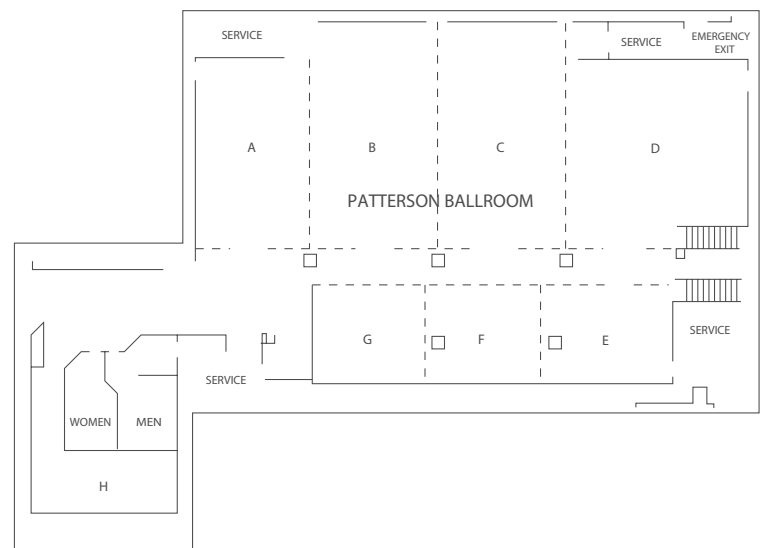 SERVICE
SERVICE
EMERGENCY
EXIT
A
B
C
D
PATTERSON BALLROOM
G
F
E
SERVICE
SERVICE
WOMEN
MEN
H